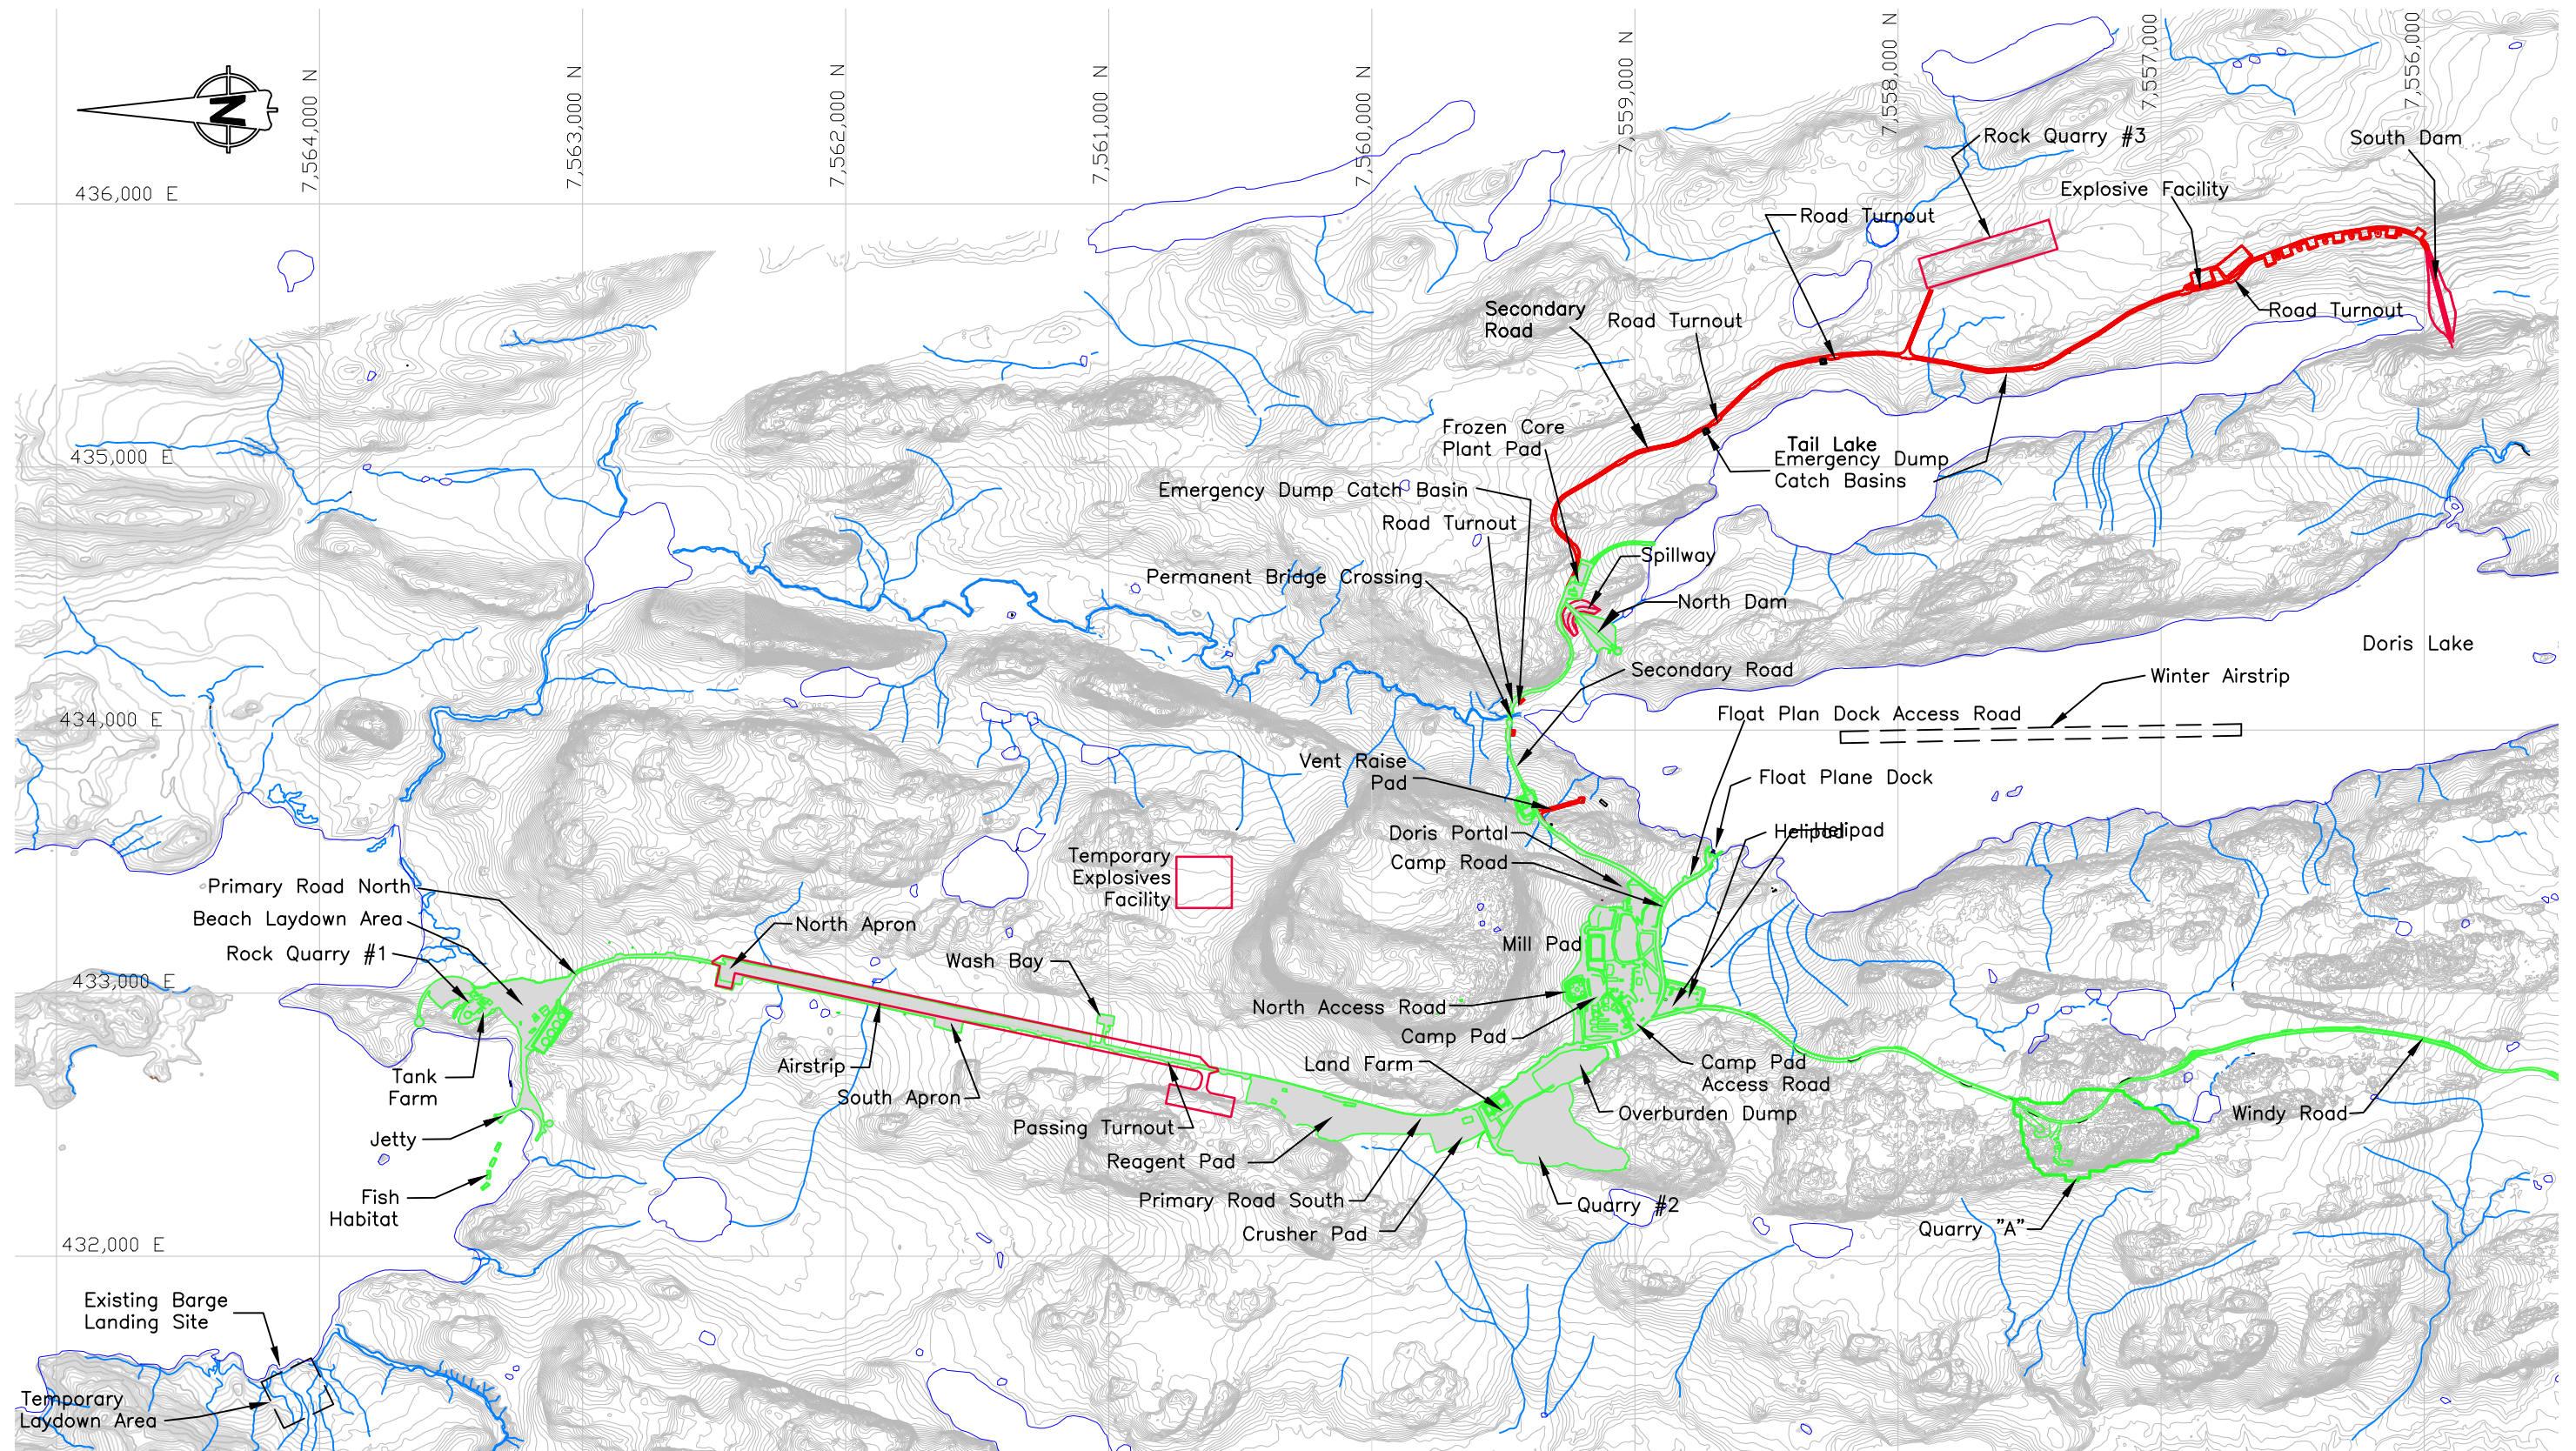 N
7,564,000 N
7,563,000 N
7,562,000 N
7,561,000 N
7,560,000 N
7,559,000 N
7,558,000 N
7,557,000 N
7,556,000 N
436,000 E
435,000 E
434,000 E
433,000 E
432,000 E
Rock Quarry #3
South Dam
Explosive Facility
Road Turnout
Road Turnout
Secondary
Road
Road Turnout
Frozen Core
Plant Pad
Tail Lake
Emergency Dump
Catch Basins
Emergency Dump Catch Basin
Road Turnout
Spillway
Permanent Bridge Crossing
North Dam
Doris Lake
Secondary Road
Winter Airstrip
Float Plan Dock Access Road
Vent Raise
Pad
Float Plane Dock
Doris Portal
Helipad
Helipad
Camp Road
Temporary
Explosives
Facility
Primary Road North
Beach Laydown Area
North Apron
Rock Quarry #1
Mill Pad
Wash Bay
North Access Road
Camp Pad
Land Farm
Camp Pad
Access Road
Airstrip
Tank
Farm
South Apron
Overburden Dump
Windy Road
Passing Turnout
Jetty
Reagent Pad
Fish
Habitat
Primary Road South
Quarry #2
Crusher Pad
Quarry "A"
Existing Barge
Landing Site
Temporary
Laydown Area